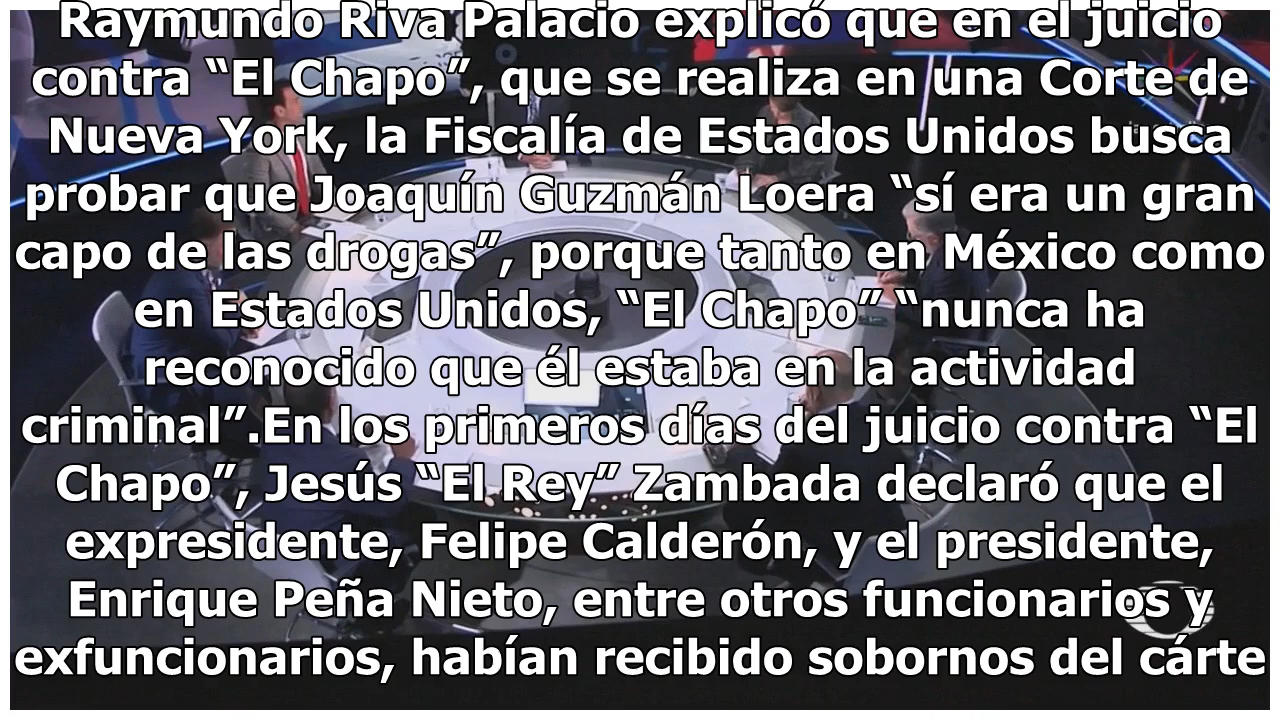 Raymundo Riva Palacio explicó que en el juicio
contra “El Chapo”, que se realiza en una Corte de
Nueva York, la Fiscalía de Estados Unidos busca
probar que Joaquín Guzmán Loera “sí era un gran
capo de las drogas”, porque tanto en México como
en Estados Unidos, “El Chapo” “nunca ha
reconocido que él estaba en la actividad
criminal”.En los primeros días del juicio contra “El
Chapo”, Jesús “El Rey” Zambada declaró que el
expresidente, Felipe Calderón, y el presidente,
Enrique Peña Nieto, entre otros funcionarios y
exfuncionarios, habían recibido sobornos del cárte